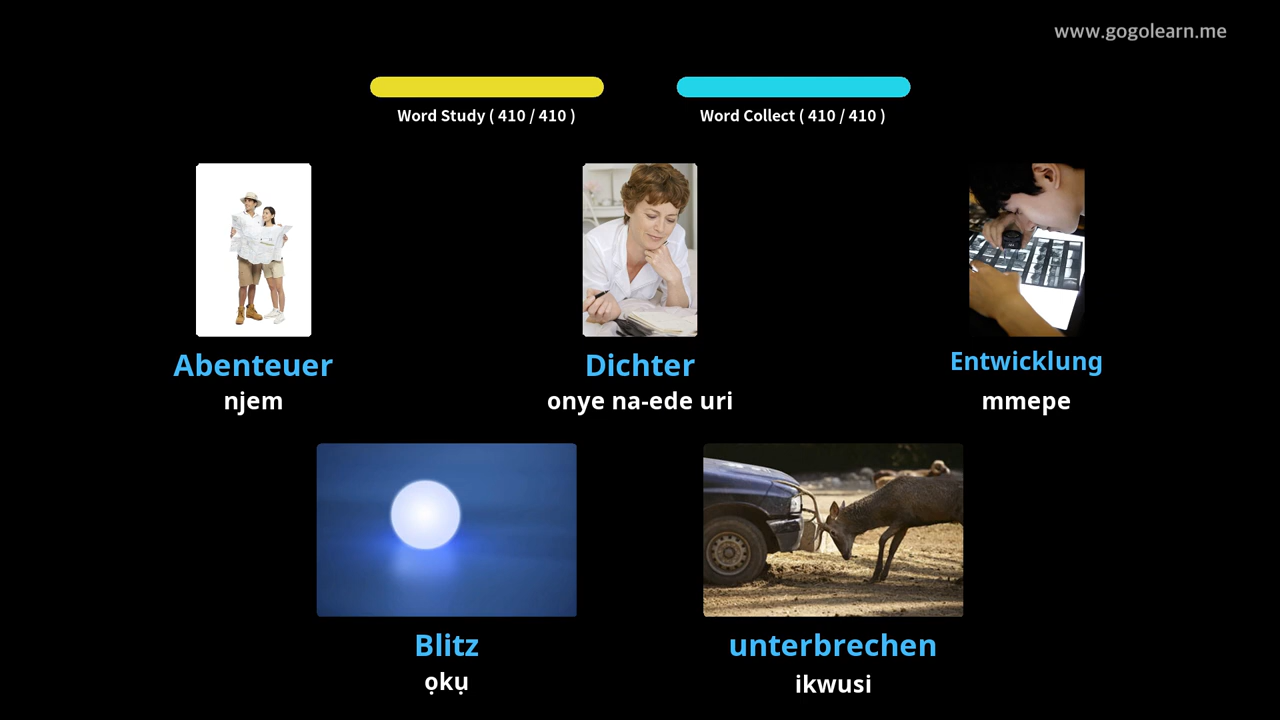 www.gogolearn.me
Word Study ( 410 / 410 )
Word Collect ( 410 / 410 )
Abenteuer
njem
Dichter
onye na-ede uri
Entwicklung
mmepe
Blitz
ọkụ
unterbrechen
ikwusi